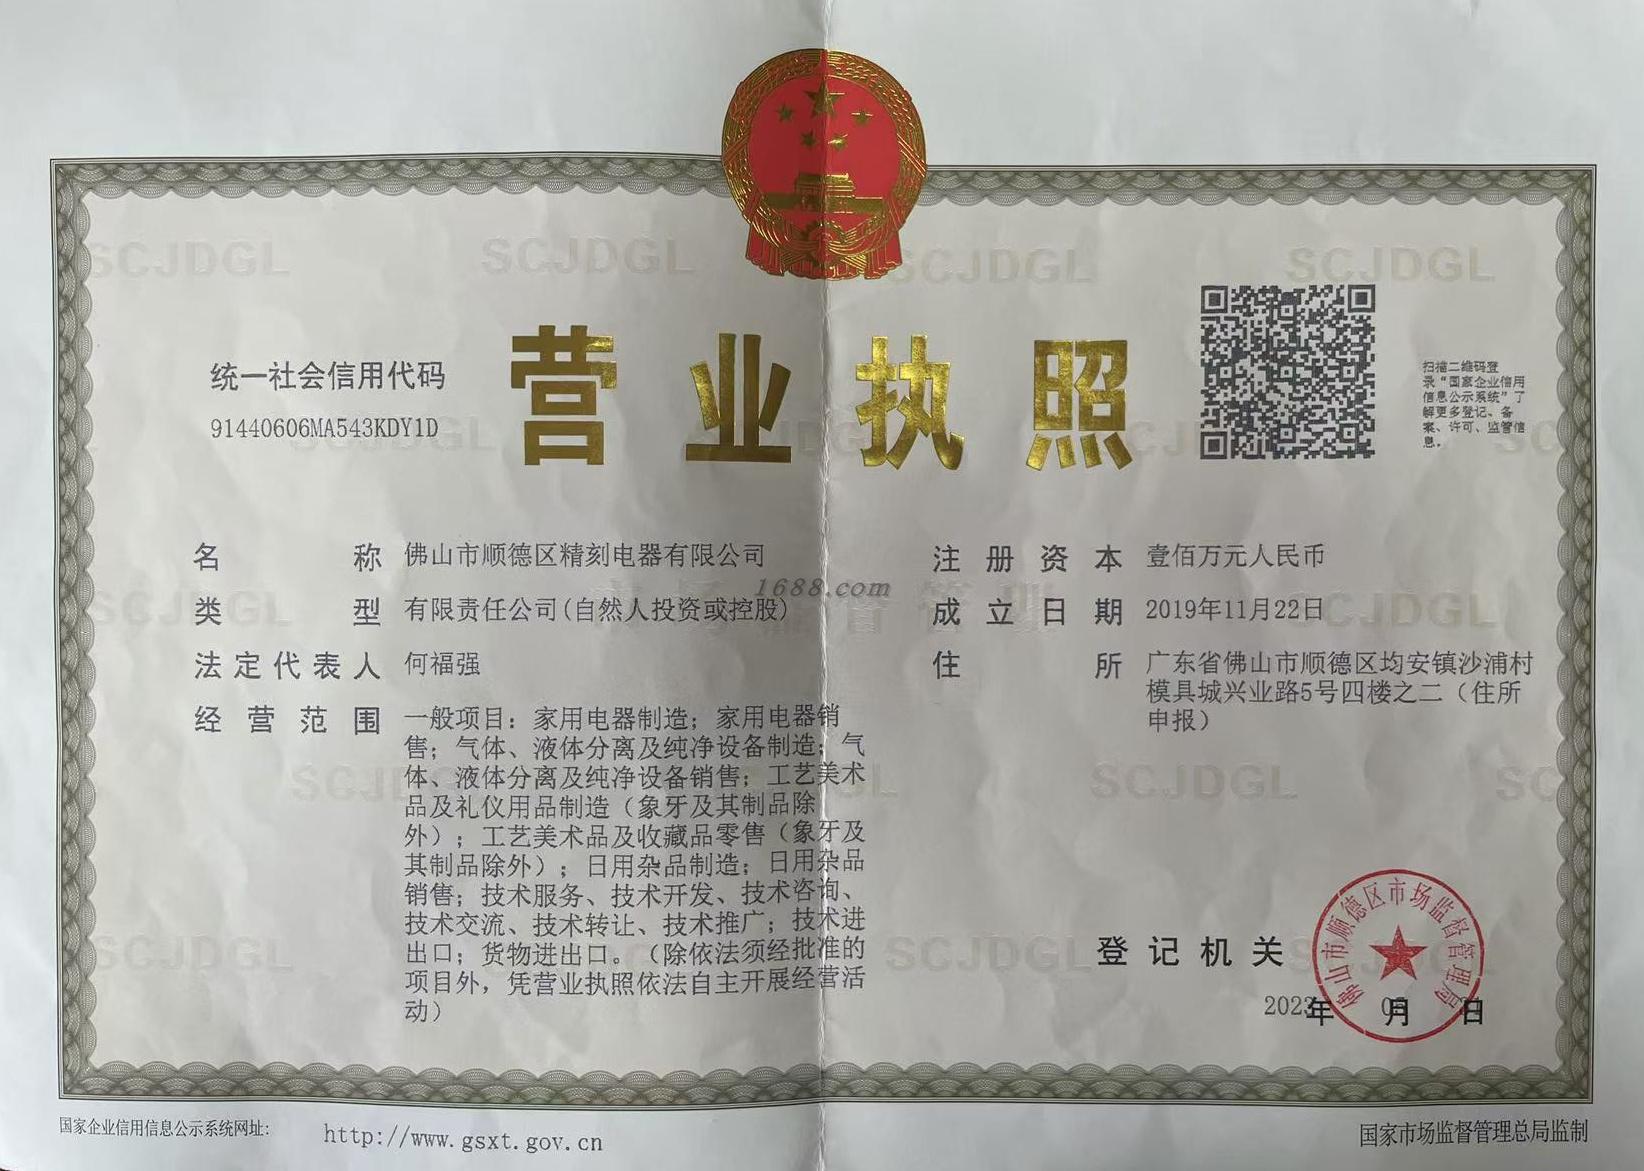 统一社会信用代码
91440606MA543KDY1D
营业执照
扫描二维码登
录“国家企业信用
信息公示系统”了
解更多登记、备
案、许可、监管信
息。
名称 佛山市顺德区精刻电器有限公司
类型 有限责任公司(自然人投资或控股)
法定代表人 何福强
经营范围 一般项目：家用电器制造；家用电器销
售；气体、液体分离及纯净设备制造；气
体、液体分离及纯净设备销售；工艺美术
品及礼仪用品制造（象牙及其制品除
外）；工艺美术品及收藏品零售（象牙及
其制品除外）；日用杂品制造；日用杂品
销售；技术服务、技术开发、技术咨询、
技术交流、技术转让、技术推广；技术进
出口；货物进出口。（除依法须经批准的
项目外，凭营业执照依法自主开展经营活
动）
1688.com
注册资本 壹佰万元人民币
成立日期 2019年11月22日
住所 广东省佛山市顺德区均安镇沙浦村
模具城兴业路5号四楼之二（住所
申报）
登记机关
佛山市顺德区市场监督管理局
2023年 月 日
国家企业信用信息公示系统网址:
http://www.gsxt.gov.cn
国家市场监督管理总局监制
SCJDGL
SCJDGL
SCJDGL
SCJDGL